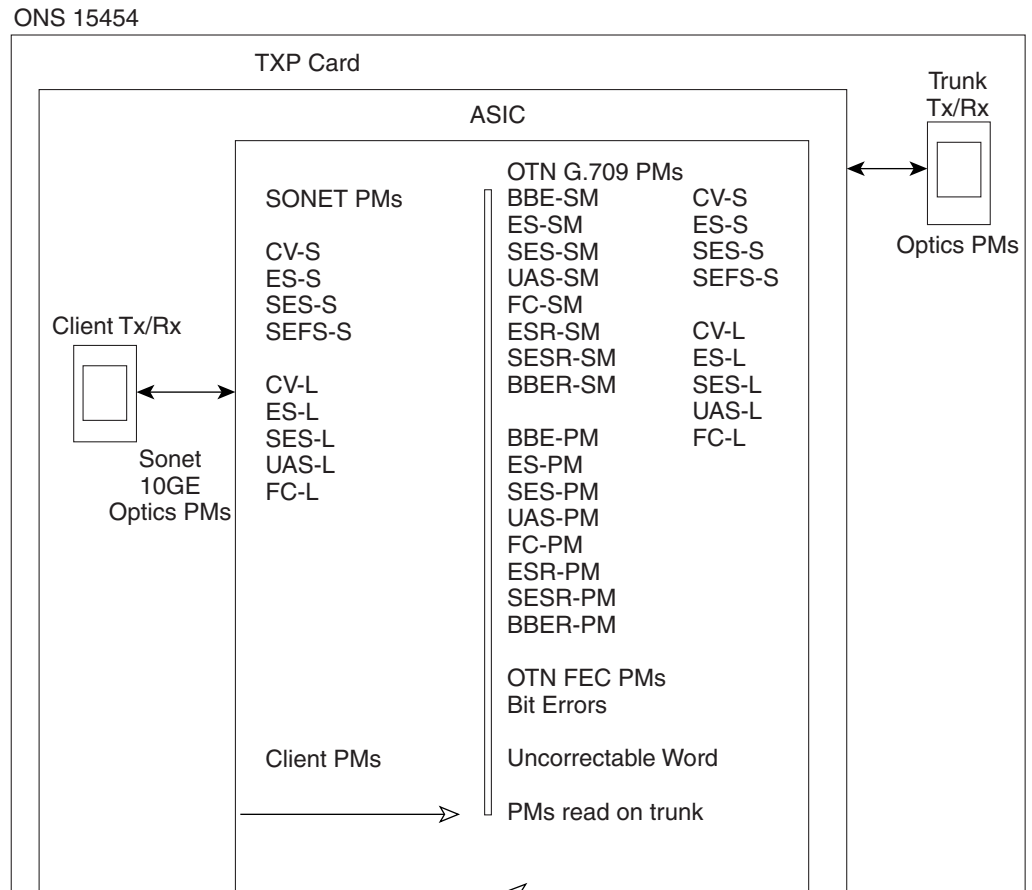 ONS 15454
TXP Card
Trunk
Tx/Rx
Optics PMs
ASIC
Client Tx/Rx
Sonet
10GE
Optics PMs
SONET PMs
CV-S
ES-S
SES-S
SEFS-S
CV-L
ES-L
SES-L
UAS-L
FC-L
Client PMs
OTN G.709 PMs
BBE-SM
ES-SM
SES-SM
UAS-SM
FC-SM
ESR-SM
SESR-SM
BBER-SM
BBE-PM
ES-PM
SES-PM
UAS-PM
FC-PM
ESR-PM
SESR-PM
BBER-PM
OTN FEC PMs
Bit Errors
Uncorrectable Word
PMs read on trunk
CV-S
ES-S
SES-S
SEFS-S
CV-L
ES-L
SES-L
UAS-L
FC-L